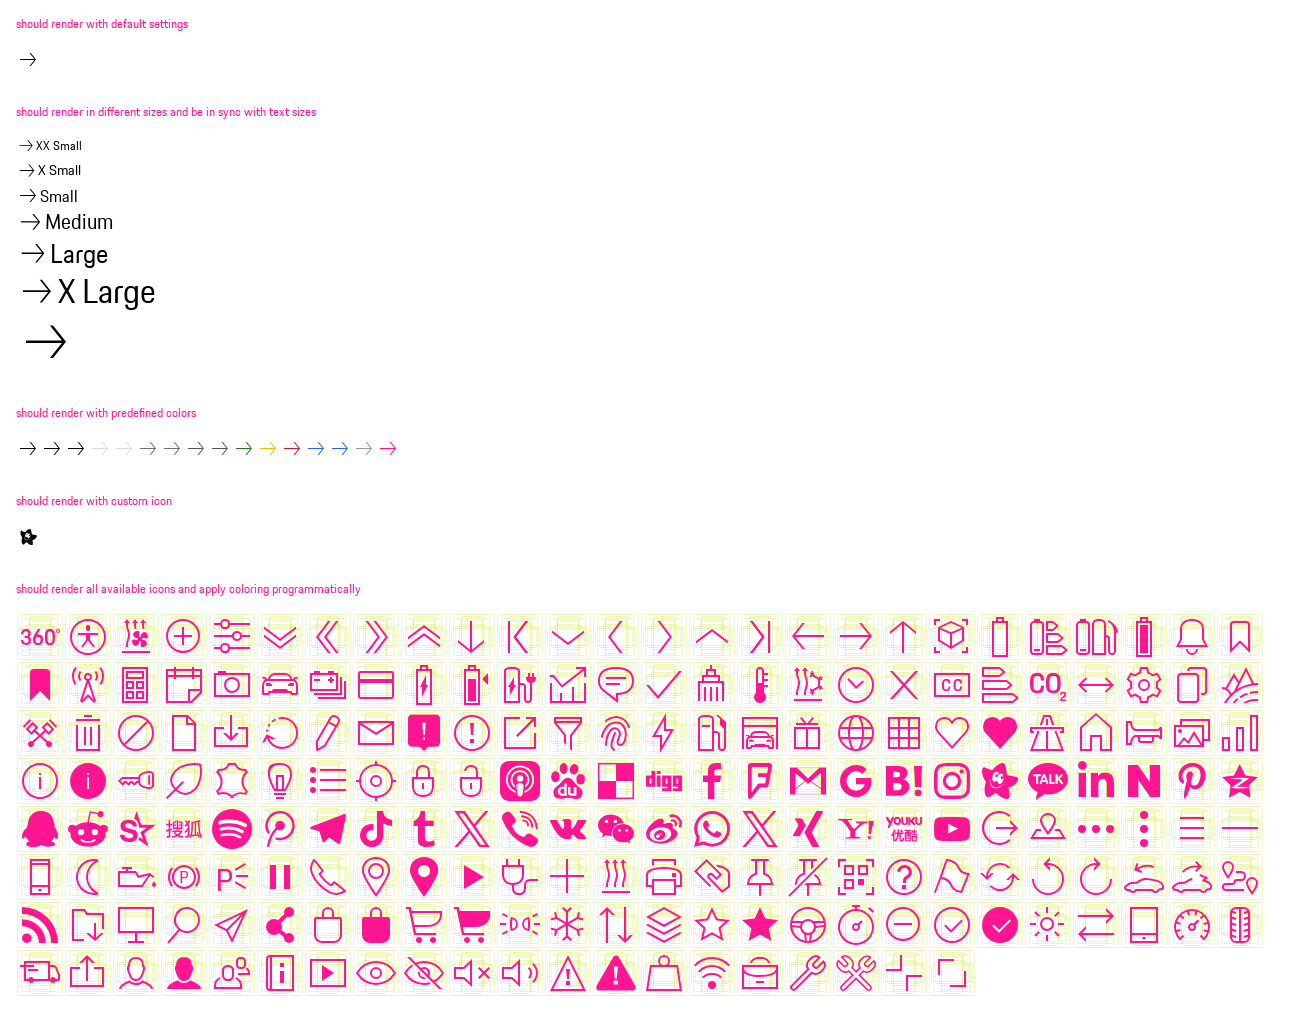 should render with default settings
should render in different sizes and be in sync with text sizes
XX Small
X Small
Small
Medium
Large
X Large
should render with predefined colors
should render with custom icon
should render all available icons and apply coloring programmatically
360°
CC
CO2
du
digg
B!
TALK
in
N
S
搜狐
t
Y!
YOUKU
优酷
P
P